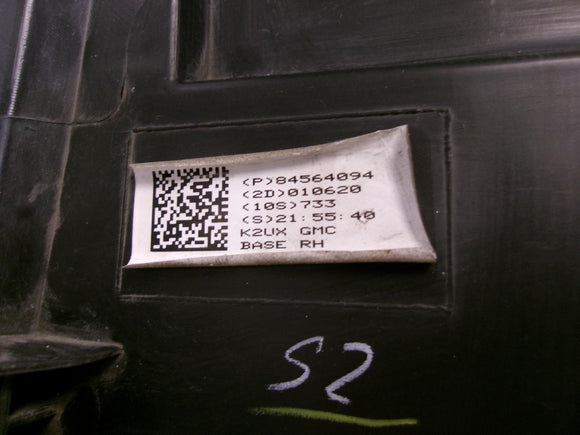 (P)84564094
(2D)010620
(10S)733
(S)21:55:40
K2UX GMC
BASE RH
S2